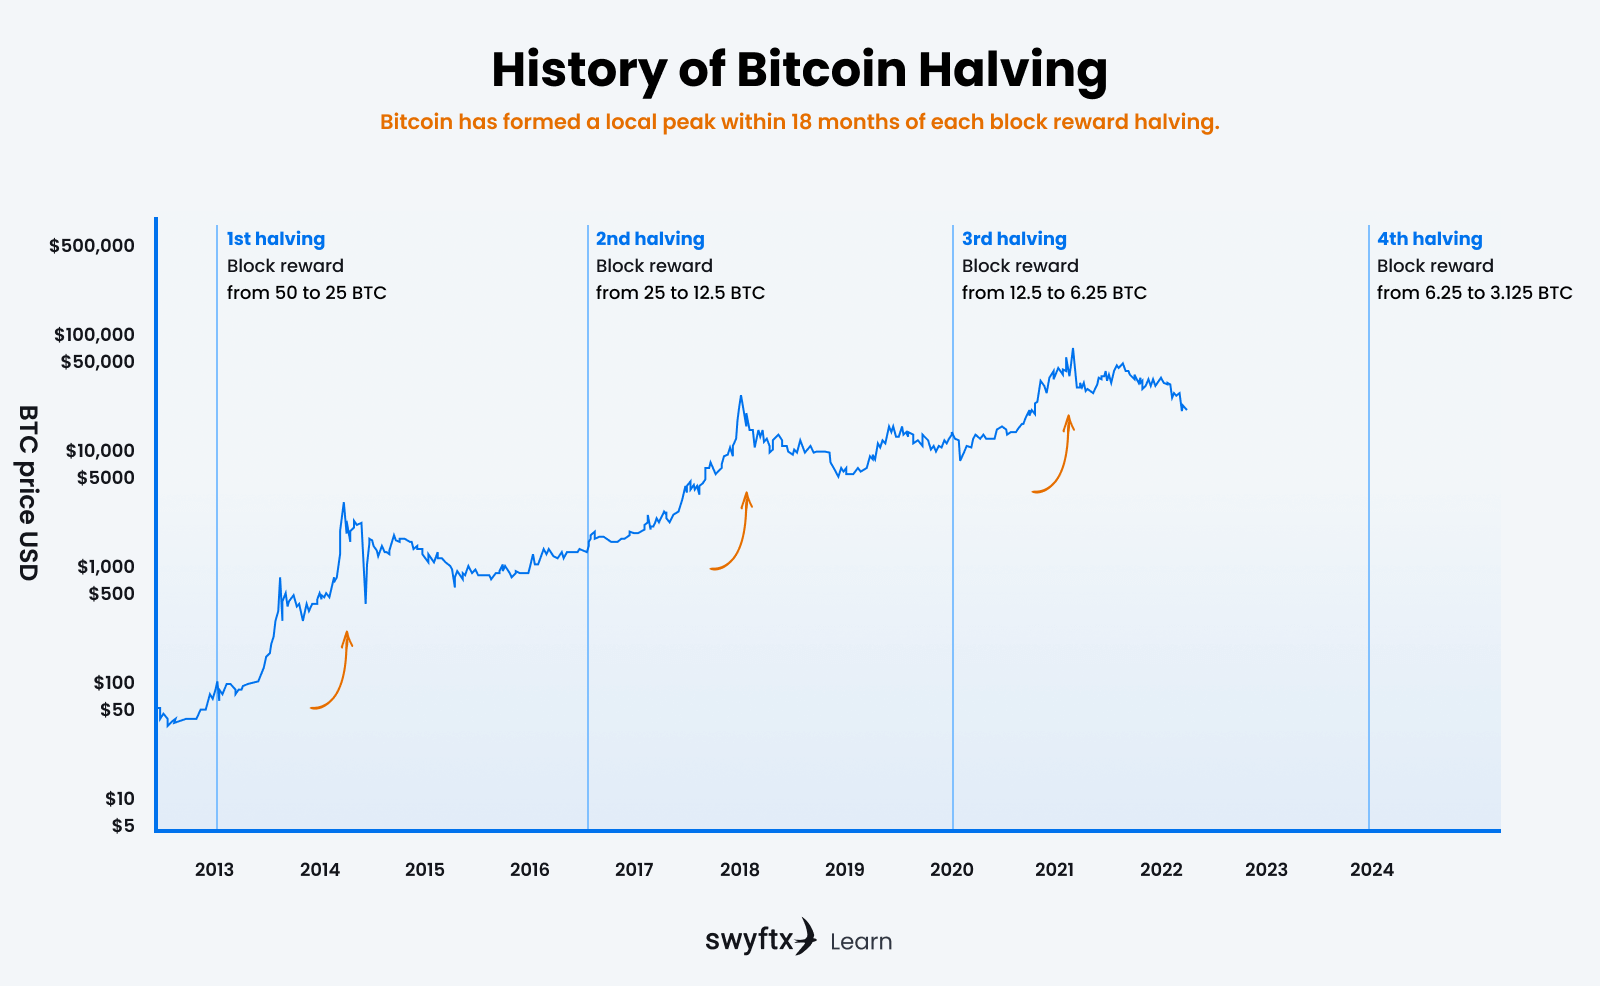 History of Bitcoin Halving
Bitcoin has formed a local peak within 18 months of each block reward halving.
1st halving
Block reward
from 50 to 25 BTC
2nd halving
Block reward
from 25 to 12.5 BTC
3rd halving
Block reward
from 12.5 to 6.25 BTC
4th halving
Block reward
from 6.25 to 3.125 BTC
BTC price USD
$500,000
$100,000
$50,000
$10,000
$5000
$1,000
$500
$100
$50
$10
$5
2013 2014 2015 2016 2017 2018 2019 2020 2021 2022 2023 2024
swyftx Learn